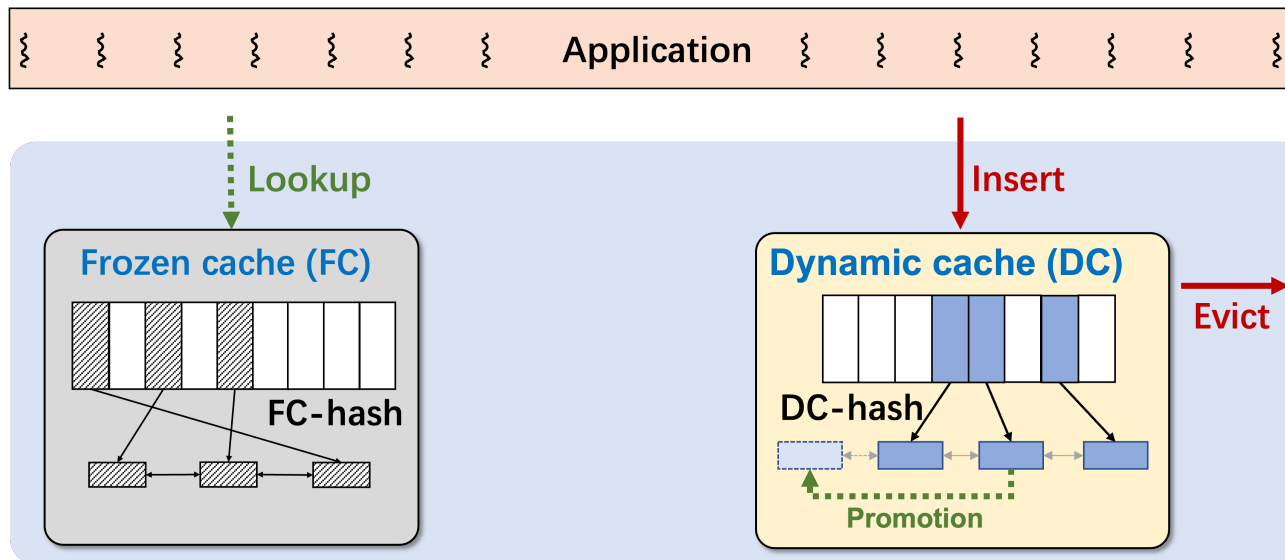 Application
Lookup
Insert
Frozen cache (FC)
Dynamic cache (DC)
Evict
FC-hash
DC-hash
Promotion